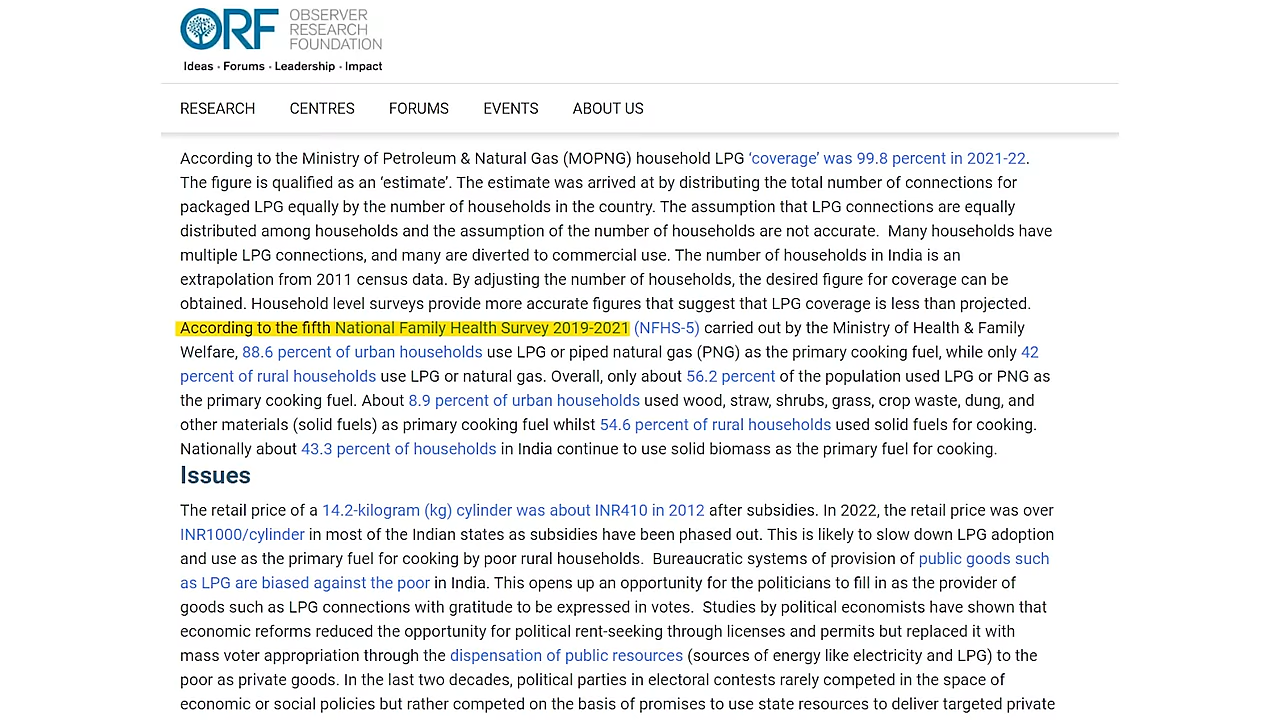 ORF OBSERVER
RESEARCH
FOUNDATION
Ideas · Forums · Leadership · Impact
RESEARCH CENTRES FORUMS EVENTS ABOUT US
According to the Ministry of Petroleum & Natural Gas (MOPNG) household LPG ‘coverage’ was 99.8 percent in 2021-22.
The figure is qualified as an ‘estimate’. The estimate was arrived at by distributing the total number of connections for
packaged LPG equally by the number of households in the country. The assumption that LPG connections are equally
distributed among households and the assumption of the number of households are not accurate. Many households have
multiple LPG connections, and many are diverted to commercial use. The number of households in India is an
extrapolation from 2011 census data. By adjusting the number of households, the desired figure for coverage can be
obtained. Household level surveys provide more accurate figures that suggest that LPG coverage is less than projected.
According to the fifth National Family Health Survey 2019-2021 (NFHS-5) carried out by the Ministry of Health & Family
Welfare, 88.6 percent of urban households use LPG or piped natural gas (PNG) as the primary cooking fuel, while only 42
percent of rural households use LPG or natural gas. Overall, only about 56.2 percent of the population used LPG or PNG as
the primary cooking fuel. About 8.9 percent of urban households used wood, straw, shrubs, grass, crop waste, dung, and
other materials (solid fuels) as primary cooking fuel whilst 54.6 percent of rural households used solid fuels for cooking.
Nationally about 43.3 percent of households in India continue to use solid biomass as the primary fuel for cooking.
Issues
The retail price of a 14.2-kilogram (kg) cylinder was about INR410 in 2012 after subsidies. In 2022, the retail price was over
INR1000/cylinder in most of the Indian states as subsidies have been phased out. This is likely to slow down LPG adoption
and use as the primary fuel for cooking by poor rural households. Bureaucratic systems of provision of public goods such
as LPG are biased against the poor in India. This opens up an opportunity for the politicians to fill in as the provider of
goods such as LPG connections with gratitude to be expressed in votes. Studies by political economists have shown that
economic reforms reduced the opportunity for political rent-seeking through licenses and permits but replaced it with
mass voter appropriation through the dispensation of public resources (sources of energy like electricity and LPG) to the
poor as private goods. In the last two decades, political parties in electoral contests rarely competed in the space of
economic or social policies but rather competed on the basis of promises to use state resources to deliver targeted private